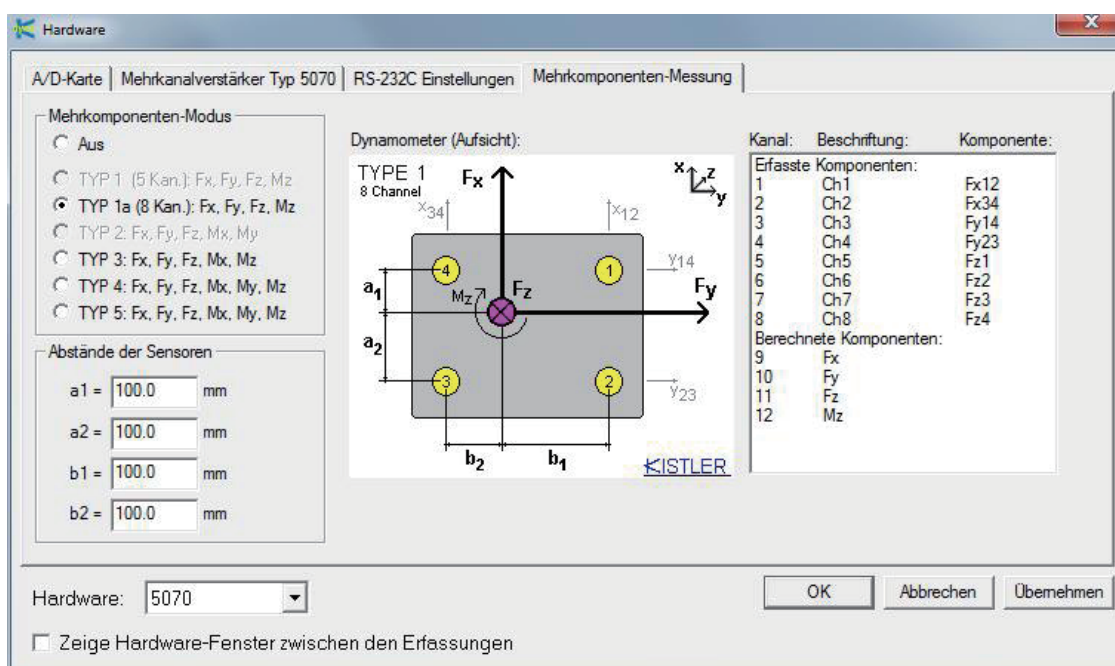 Hardware
A/D-Karte
Mehrkanalverstärker Typ 5070
RS-232C Einstellungen
Mehrkomponenten-Messung
Mehrkomponenten-Modus
Aus
TYP 1 (5 Kan.): Fx, Fy, Fz, Mz
TYP 1a (8 Kan.): Fx, Fy, Fz, Mz
TYP 2: Fx, Fy, Fz, Mx, My
TYP 3: Fx, Fy, Fz, Mx, Mz
TYP 4: Fx, Fy, Fz, Mx, My, Mz
TYP 5: Fx, Fy, Fz, Mx, My, Mz
Abstände der Sensoren
a1 = 100.0 mm
a2 = 100.0 mm
b1 = 100.0 mm
b2 = 100.0 mm
Dynamometer (Aufsicht):
TYPE 1
8 Channel
Fx
x z
y
x34
x12
4
1
y14
a1
Mz
Fz
Fy
a2
3
2
y23
b2
b1
KISTLER
Kanal: Beschriftung: Komponente:
Erfasste Komponenten:
1 Ch1 Fx12
2 Ch2 Fx34
3 Ch3 Fy14
4 Ch4 Fy23
5 Ch5 Fz1
6 Ch6 Fz2
7 Ch7 Fz3
8 Ch8 Fz4
Berechnete Komponenten:
9 Fx
10 Fy
11 Fz
12 Mz
Hardware: 5070
OK
Abbrechen
Übernehmen
Zeige Hardware-Fenster zwischen den Erfassungen